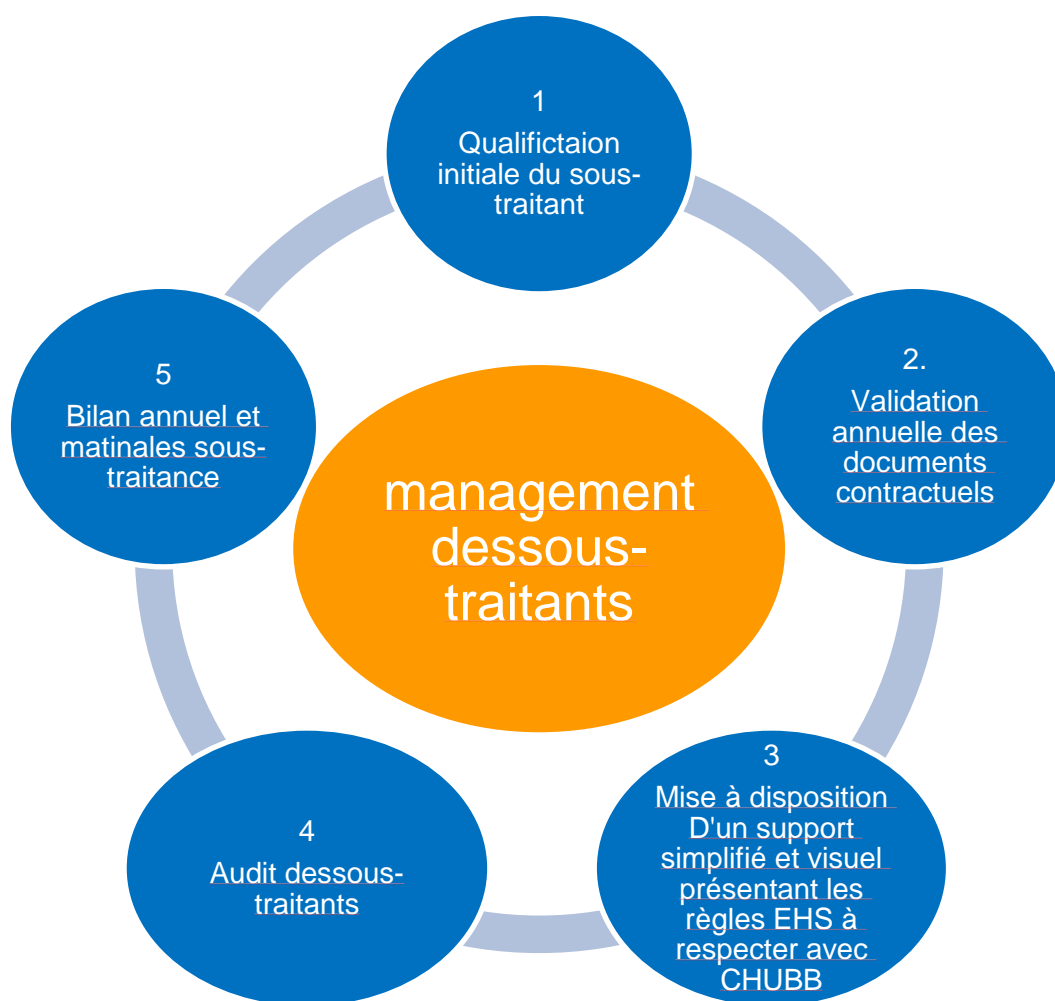 1
Qualifictaion
initiale du sous-
traitant
2.
Validation
annuelle des
documents
contractuels
3
Mise à disposition
D'un support
simplifié et visuel
présentant les
règles EHS à
respecter avec
CHUBB
4
Audit dessous-
traitants
5
Bilan annuel et
matinales sous-
traitance
management
dessous-
traitants